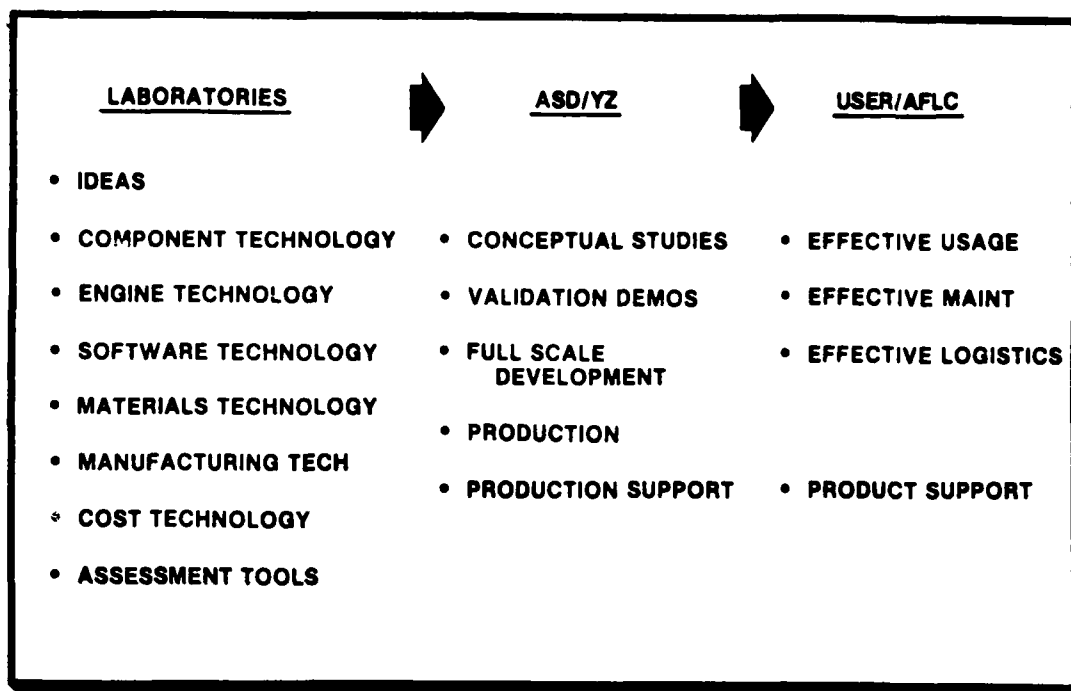 LABORATORIES
ASD/YZ
USER/AFLC
• IDEAS
• COMPONENT TECHNOLOGY
• ENGINE TECHNOLOGY
• SOFTWARE TECHNOLOGY
• MATERIALS TECHNOLOGY
• MANUFACTURING TECH
• COST TECHNOLOGY
• ASSESSMENT TOOLS
• CONCEPTUAL STUDIES
• VALIDATION DEMOS
• FULL SCALE
DEVELOPMENT
• PRODUCTION
• PRODUCTION SUPPORT
• EFFECTIVE USAGE
• EFFECTIVE MAINT
• EFFECTIVE LOGISTICS
• PRODUCT SUPPORT